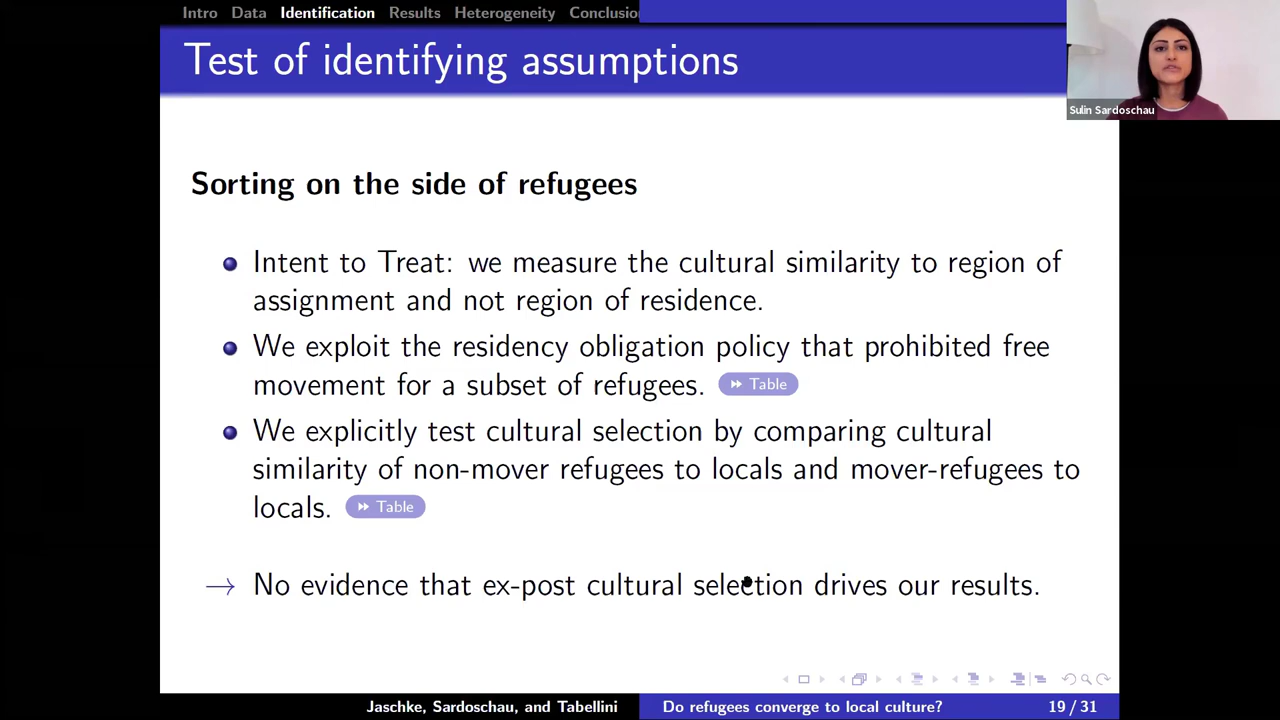 Intro Data Identification Results Heterogeneity Conclusion
Test of identifying assumptions
Sulin Sardoschau
Sorting on the side of refugees
Intent to Treat: we measure the cultural similarity to region of
assignment and not region of residence.
We exploit the residency obligation policy that prohibited free
movement for a subset of refugees. Table
We explicitly test cultural selection by comparing cultural
similarity of non-mover refugees to locals and mover-refugees to
locals. Table
→ No evidence that ex-post cultural selection drives our results.
Jaschke, Sardoschau, and Tabellini Do refugees converge to local culture? 19 / 31